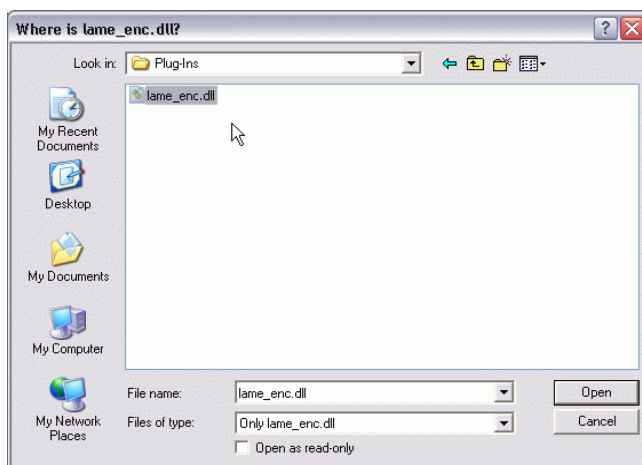 Where is lame_enc.dll?
Look in: Plug-Ins
lame_enc.dll
My Recent
Documents
Desktop
My Documents
My Computer
My Network
Places
File name: lame_enc.dll Open
Files of type: Only lame_enc.dll Cancel
Open as read-only